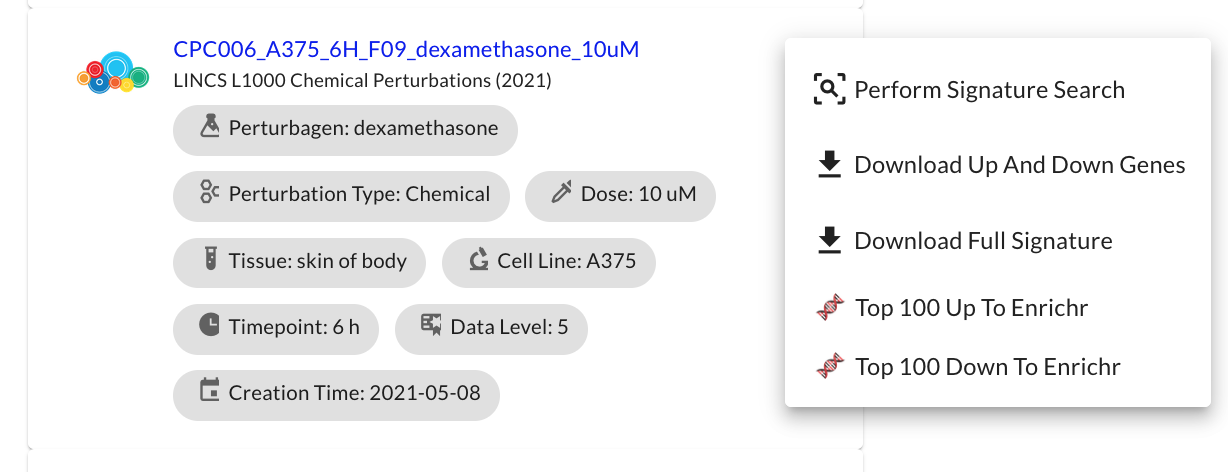 CPC006_A375_6H_F09_dexamethasone_10uM
LINCS L1000 Chemical Perturbations (2021)
Perturbagen: dexamethasone
Perturbation Type: Chemical
Dose: 10 uM
Tissue: skin of body
Cell Line: A375
Timepoint: 6 h
Data Level: 5
Creation Time: 2021-05-08
Perform Signature Search
Download Up And Down Genes
Download Full Signature
Top 100 Up To Enrichr
Top 100 Down To Enrichr